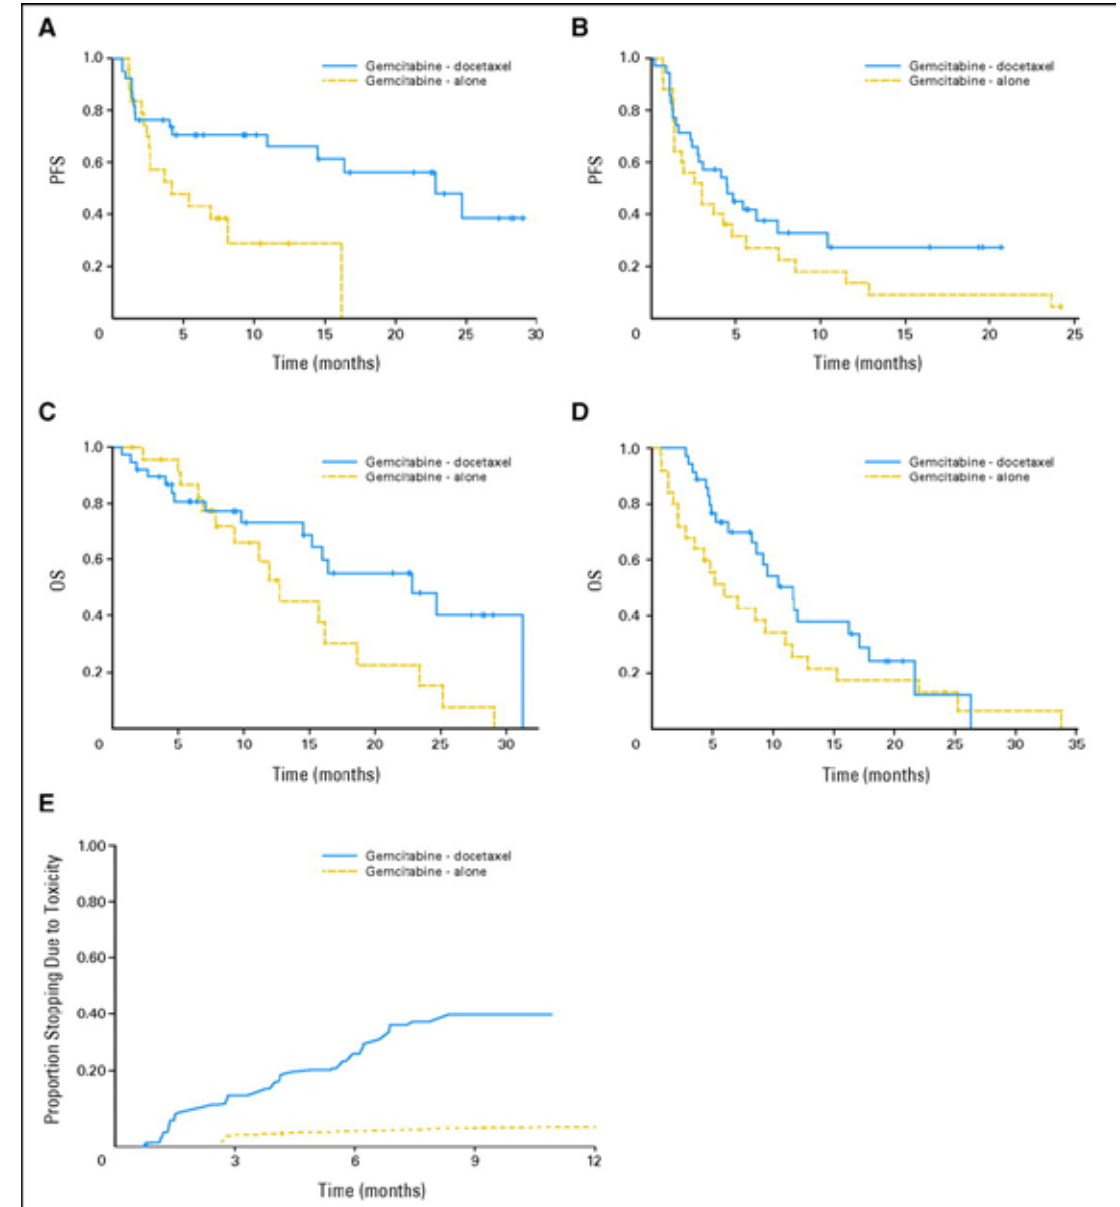 A
1.0
0.8
0.6
0.4
0.2
0 5 10 15 20 25 30
PFS
Time (months)
Gemcitabine - docetaxel
Gemcitabine - alone
B
1.0
0.8
0.6
0.4
0.2
0 5 10 15 20 25
PFS
Time (months)
Gemcitabine - docetaxel
Gemcitabine - alone
C
1.0
0.8
0.6
0.4
0.2
0 5 10 15 20 25 30
OS
Time (months)
Gemcitabine - docetaxel
Gemcitabine - alone
D
1.0
0.8
0.6
0.4
0.2
0 5 10 15 20 25 30 35
OS
Time (months)
Gemcitabine - docetaxel
Gemcitabine - alone
E
1.00
0.80
0.60
0.40
0.20
0 3 6 9 12
Proportion Stopping Due to Toxicity
Time (months)
Gemcitabine - docetaxel
Gemcitabine - alone